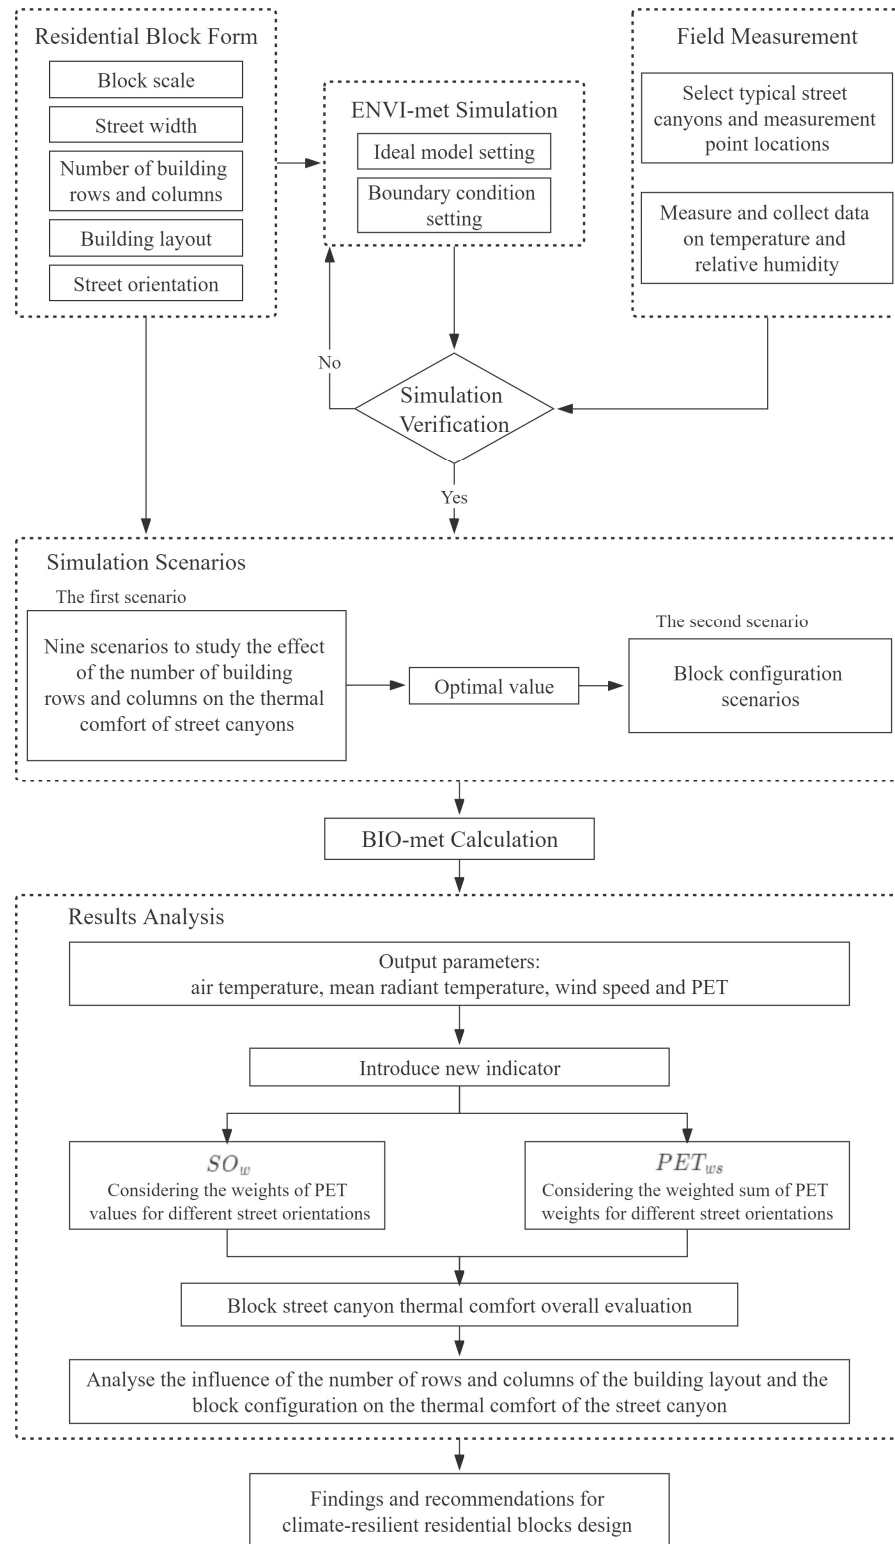 Residential Block Form
Block scale
Street width
Number of building
rows and columns
Building layout
Street orientation
ENVI-met Simulation
Ideal model setting
Boundary condition
setting
Field Measurement
Select typical street
canyons and measurement
point locations
Measure and collect data
on temperature and
relative humidity
No
Simulation
Verification
Yes
Simulation Scenarios
The first scenario
Nine scenarios to study the effect
of the number of building
rows and columns on the thermal
comfort of street canyons
Optimal value
The second scenario
Block configuration
scenarios
BIO-met Calculation
Results Analysis
Output parameters:
air temperature, mean radiant temperature, wind speed and PET
Introduce new indicator
SO_w
Considering the weights of PET
values for different street orientations
PET_ws
Considering the weighted sum of PET
weights for different street orientations
Block street canyon thermal comfort overall evaluation
Analyse the influence of the number of rows and columns of the building layout and the
block configuration on the thermal comfort of the street canyon
Findings and recommendations for
climate-resilient residential blocks design